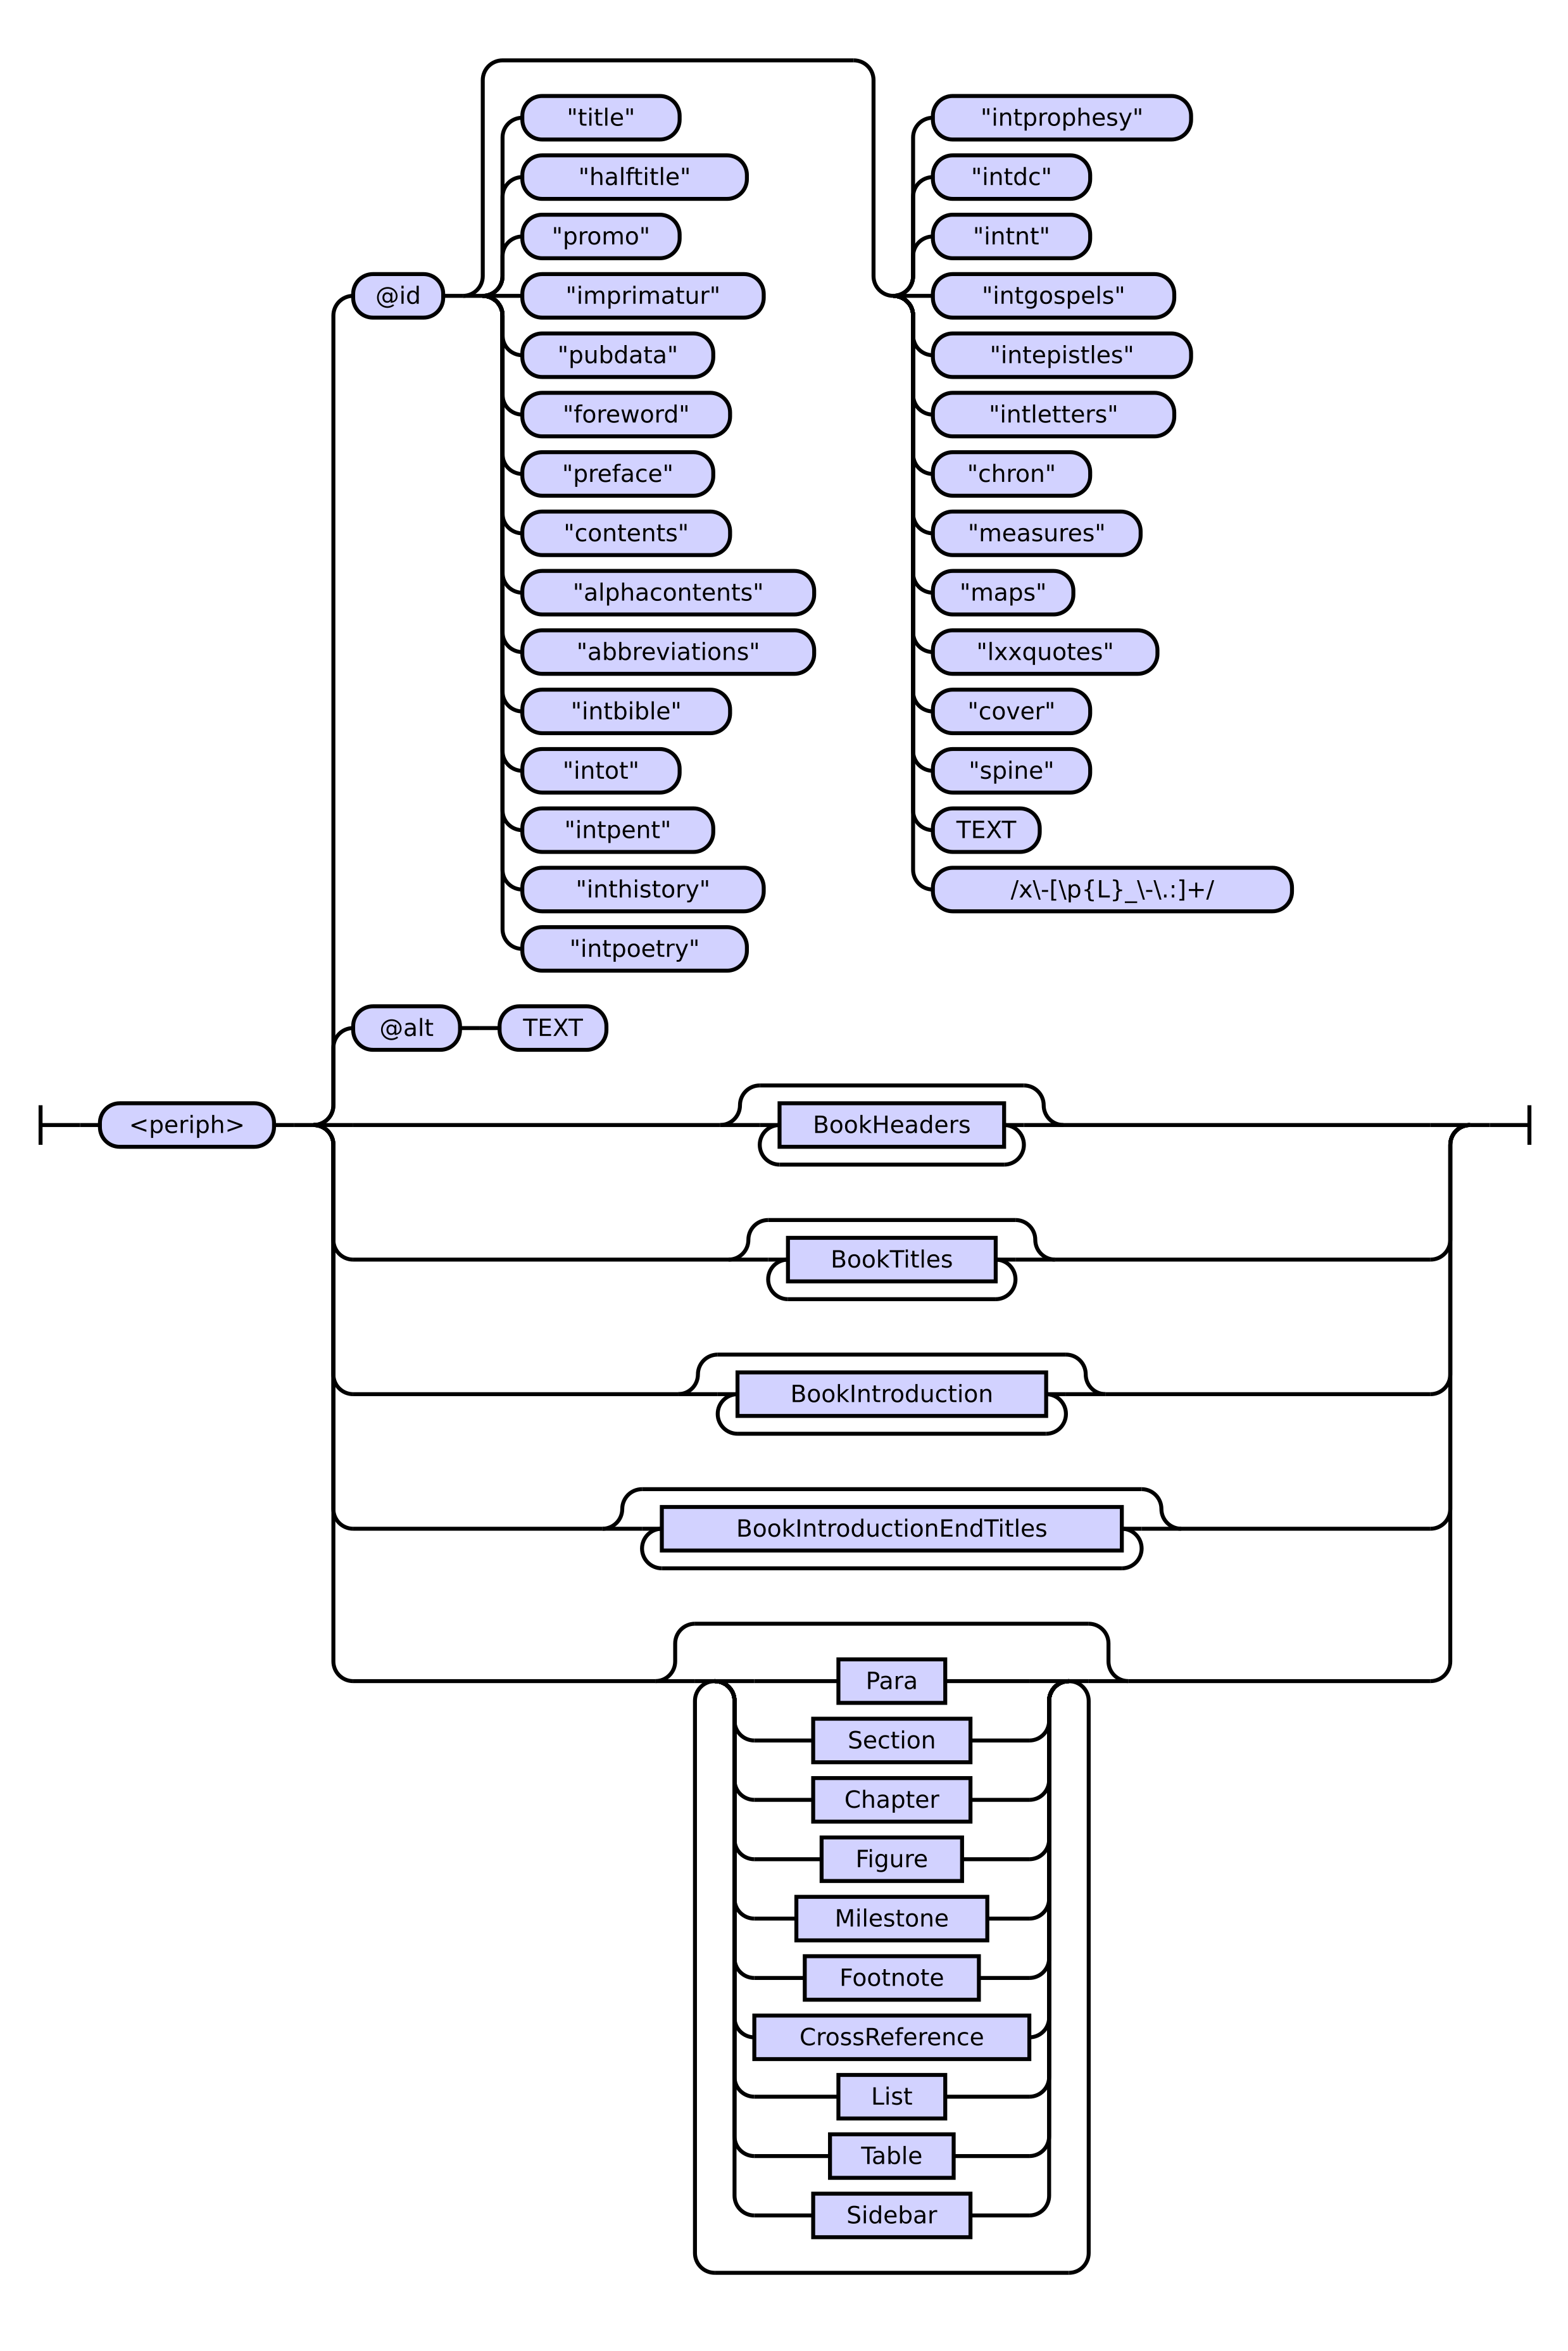 "title"
"halftitle"
"promo"
@id
"imprimatur"
"pubdata"
"foreword"
"preface"
"contents"
"alphacontents"
"abbreviations"
"intbible"
"intot"
"intpent"
"inthistory"
"intpoetry"
"intprophesy"
"intdc"
"intnt"
"intgospels"
"intepistles"
"intletters"
"chron"
"measures"
"maps"
"lxxquotes"
"cover"
"spine"
TEXT
/x\-[\p{L}_\-\.:]+/
@alt
TEXT
<periph>
BookHeaders
BookTitles
BookIntroduction
BookIntroductionEndTitles
Para
Section
Chapter
Figure
Milestone
Footnote
CrossReference
List
Table
Sidebar